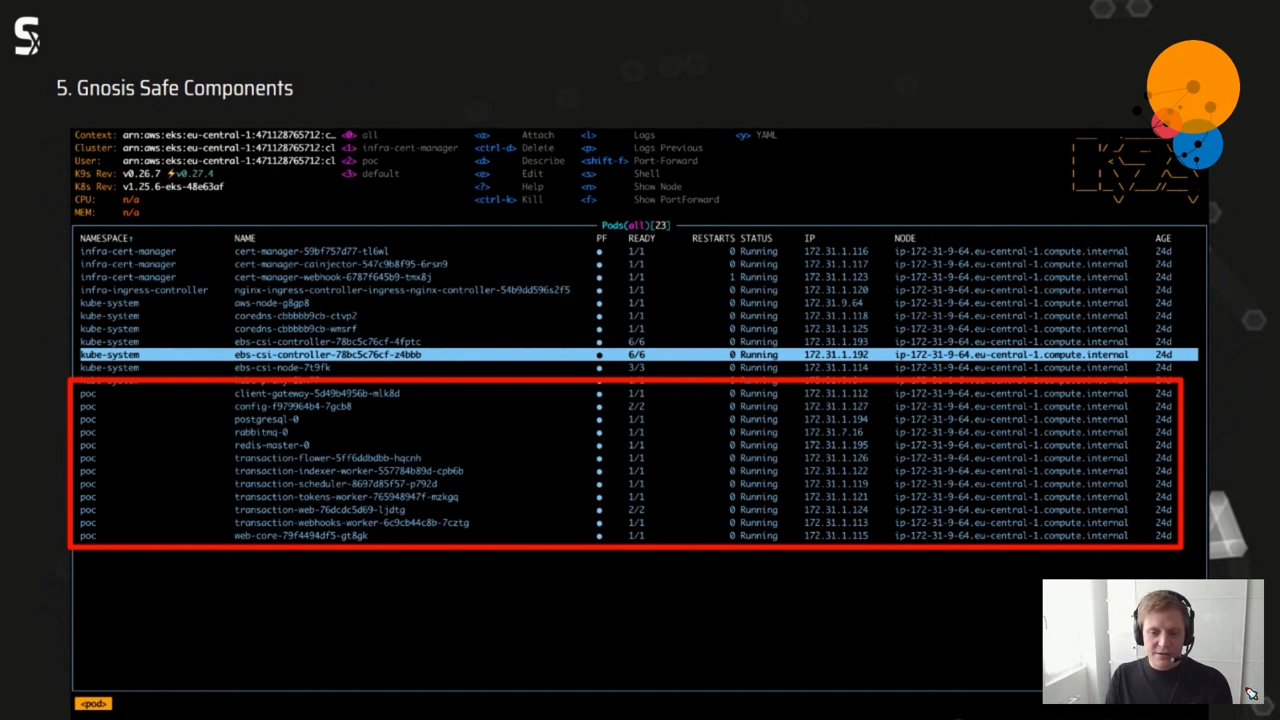 5. Gnosis Safe Components
Context: arn:aws:eks:eu-central-1:471128765712:c… <0> all <a> Attach <l> Logs <y> YAML
Cluster: arn:aws:eks:eu-central-1:471128765712:cl <1> infra-cert-manager <ctrl-d> Delete <p> Logs Previous
User: arn:aws:eks:eu-central-1:471128765712:cl <2> poc <d> Describe <shift-f> Port-Forward
K9s Rev: v0.26.7 ⚡v0.27.4 <3> default <e> Edit <s> Shell
K8s Rev: v1.25.6-eks-48e63af <?> Help <n> Show Node
CPU: n/a <ctrl-k> Kill <f> Show PortForward
MEM: n/a
Pods(all)[23]
NAMESPACE↑ NAME PF READY RESTARTS STATUS IP NODE AGE
infra-cert-manager cert-manager-59bf757d77-tl6wl ● 1/1 0 Running 172.31.1.116 ip-172-31-9-64.eu-central-1.compute.internal 24d
infra-cert-manager cert-manager-cainjector-547c9b8f95-6rsn9 ● 1/1 0 Running 172.31.1.117 ip-172-31-9-64.eu-central-1.compute.internal 24d
infra-cert-manager cert-manager-webhook-6787f645b9-tmx8j ● 1/1 1 Running 172.31.1.123 ip-172-31-9-64.eu-central-1.compute.internal 24d
infra-ingress-controller nginx-ingress-controller-ingress-nginx-controller-54b9dd596s2f5 ● 1/1 0 Running 172.31.1.120 ip-172-31-9-64.eu-central-1.compute.internal 24d
kube-system aws-node-g8gp8 ● 1/1 0 Running 172.31.9.64 ip-172-31-9-64.eu-central-1.compute.internal 24d
kube-system coredns-cbbbbb9cb-ctvp2 ● 1/1 0 Running 172.31.1.118 ip-172-31-9-64.eu-central-1.compute.internal 24d
kube-system coredns-cbbbbb9cb-wmsrf ● 1/1 0 Running 172.31.1.125 ip-172-31-9-64.eu-central-1.compute.internal 24d
kube-system ebs-csi-controller-78bc5c76cf-4fptc ● 6/6 0 Running 172.31.1.193 ip-172-31-9-64.eu-central-1.compute.internal 24d
kube-system ebs-csi-controller-78bc5c76cf-z4bbb ● 6/6 0 Running 172.31.1.192 ip-172-31-9-64.eu-central-1.compute.internal 24d
kube-system ebs-csi-node-7t9fk ● 3/3 0 Running 172.31.1.114 ip-172-31-9-64.eu-central-1.compute.internal 24d
poc client-gateway-5d49b4956b-mlk8d ● 1/1 0 Running 172.31.1.112 ip-172-31-9-64.eu-central-1.compute.internal 24d
poc config-f979964b4-7gcb8 ● 2/2 0 Running 172.31.1.127 ip-172-31-9-64.eu-central-1.compute.internal 24d
poc postgresql-0 ● 1/1 0 Running 172.31.1.194 ip-172-31-9-64.eu-central-1.compute.internal 24d
poc rabbitmq-0 ● 1/1 0 Running 172.31.7.16 ip-172-31-9-64.eu-central-1.compute.internal 24d
poc redis-master-0 ● 1/1 0 Running 172.31.1.195 ip-172-31-9-64.eu-central-1.compute.internal 24d
poc transaction-flower-5ff6ddbdbb-hqcnh ● 1/1 0 Running 172.31.1.126 ip-172-31-9-64.eu-central-1.compute.internal 24d
poc transaction-indexer-worker-557784b89d-cpb6b ● 1/1 0 Running 172.31.1.122 ip-172-31-9-64.eu-central-1.compute.internal 24d
poc transaction-scheduler-8697d85f57-p792d ● 1/1 0 Running 172.31.1.119 ip-172-31-9-64.eu-central-1.compute.internal 24d
poc transaction-tokens-worker-765948947f-mzkgq ● 1/1 0 Running 172.31.1.121 ip-172-31-9-64.eu-central-1.compute.internal 24d
poc transaction-web-76dcdc5d69-ljdtg ● 2/2 0 Running 172.31.1.124 ip-172-31-9-64.eu-central-1.compute.internal 24d
poc transaction-webhooks-worker-6c9cb44c8b-7cztg ● 1/1 0 Running 172.31.1.113 ip-172-31-9-64.eu-central-1.compute.internal 24d
poc web-core-79f4494df5-gt8gk ● 1/1 0 Running 172.31.1.115 ip-172-31-9-64.eu-central-1.compute.internal 24d
<pod>